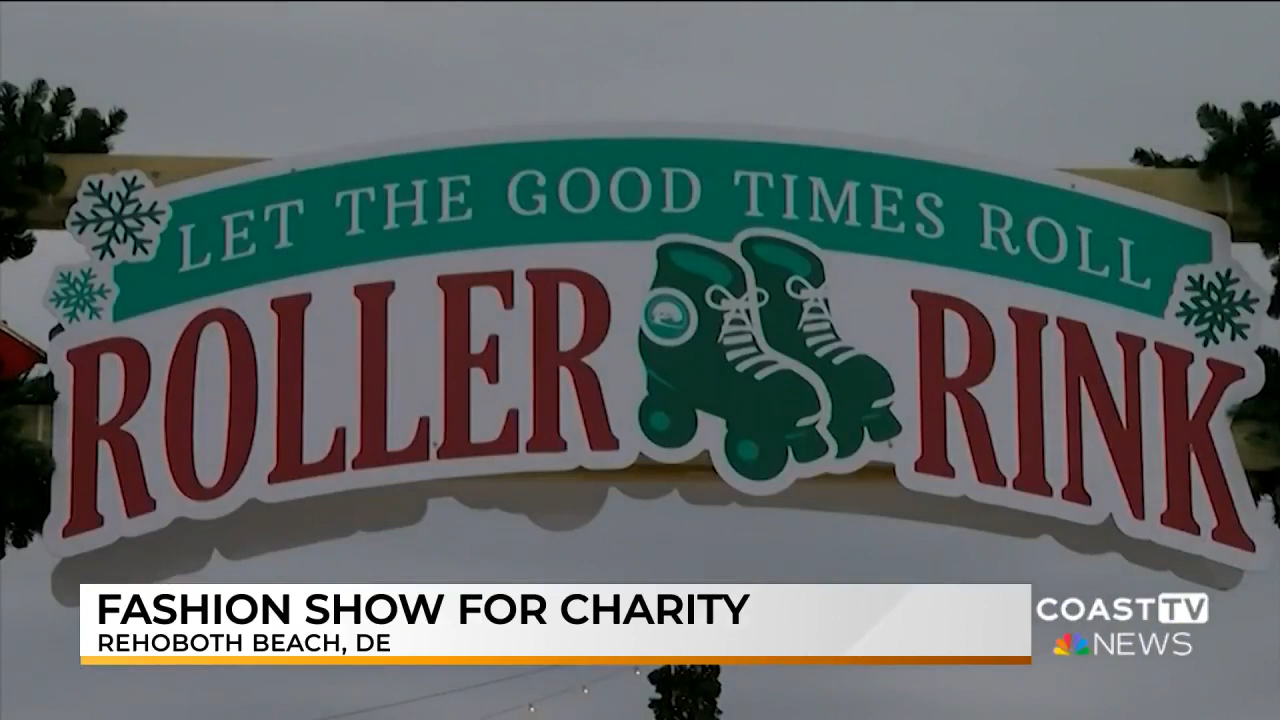 LET THE GOOD TIMES ROLL
ROLLER RINK
FASHION SHOW FOR CHARITY
REHOBOTH BEACH, DE
COAST TV
NEWS